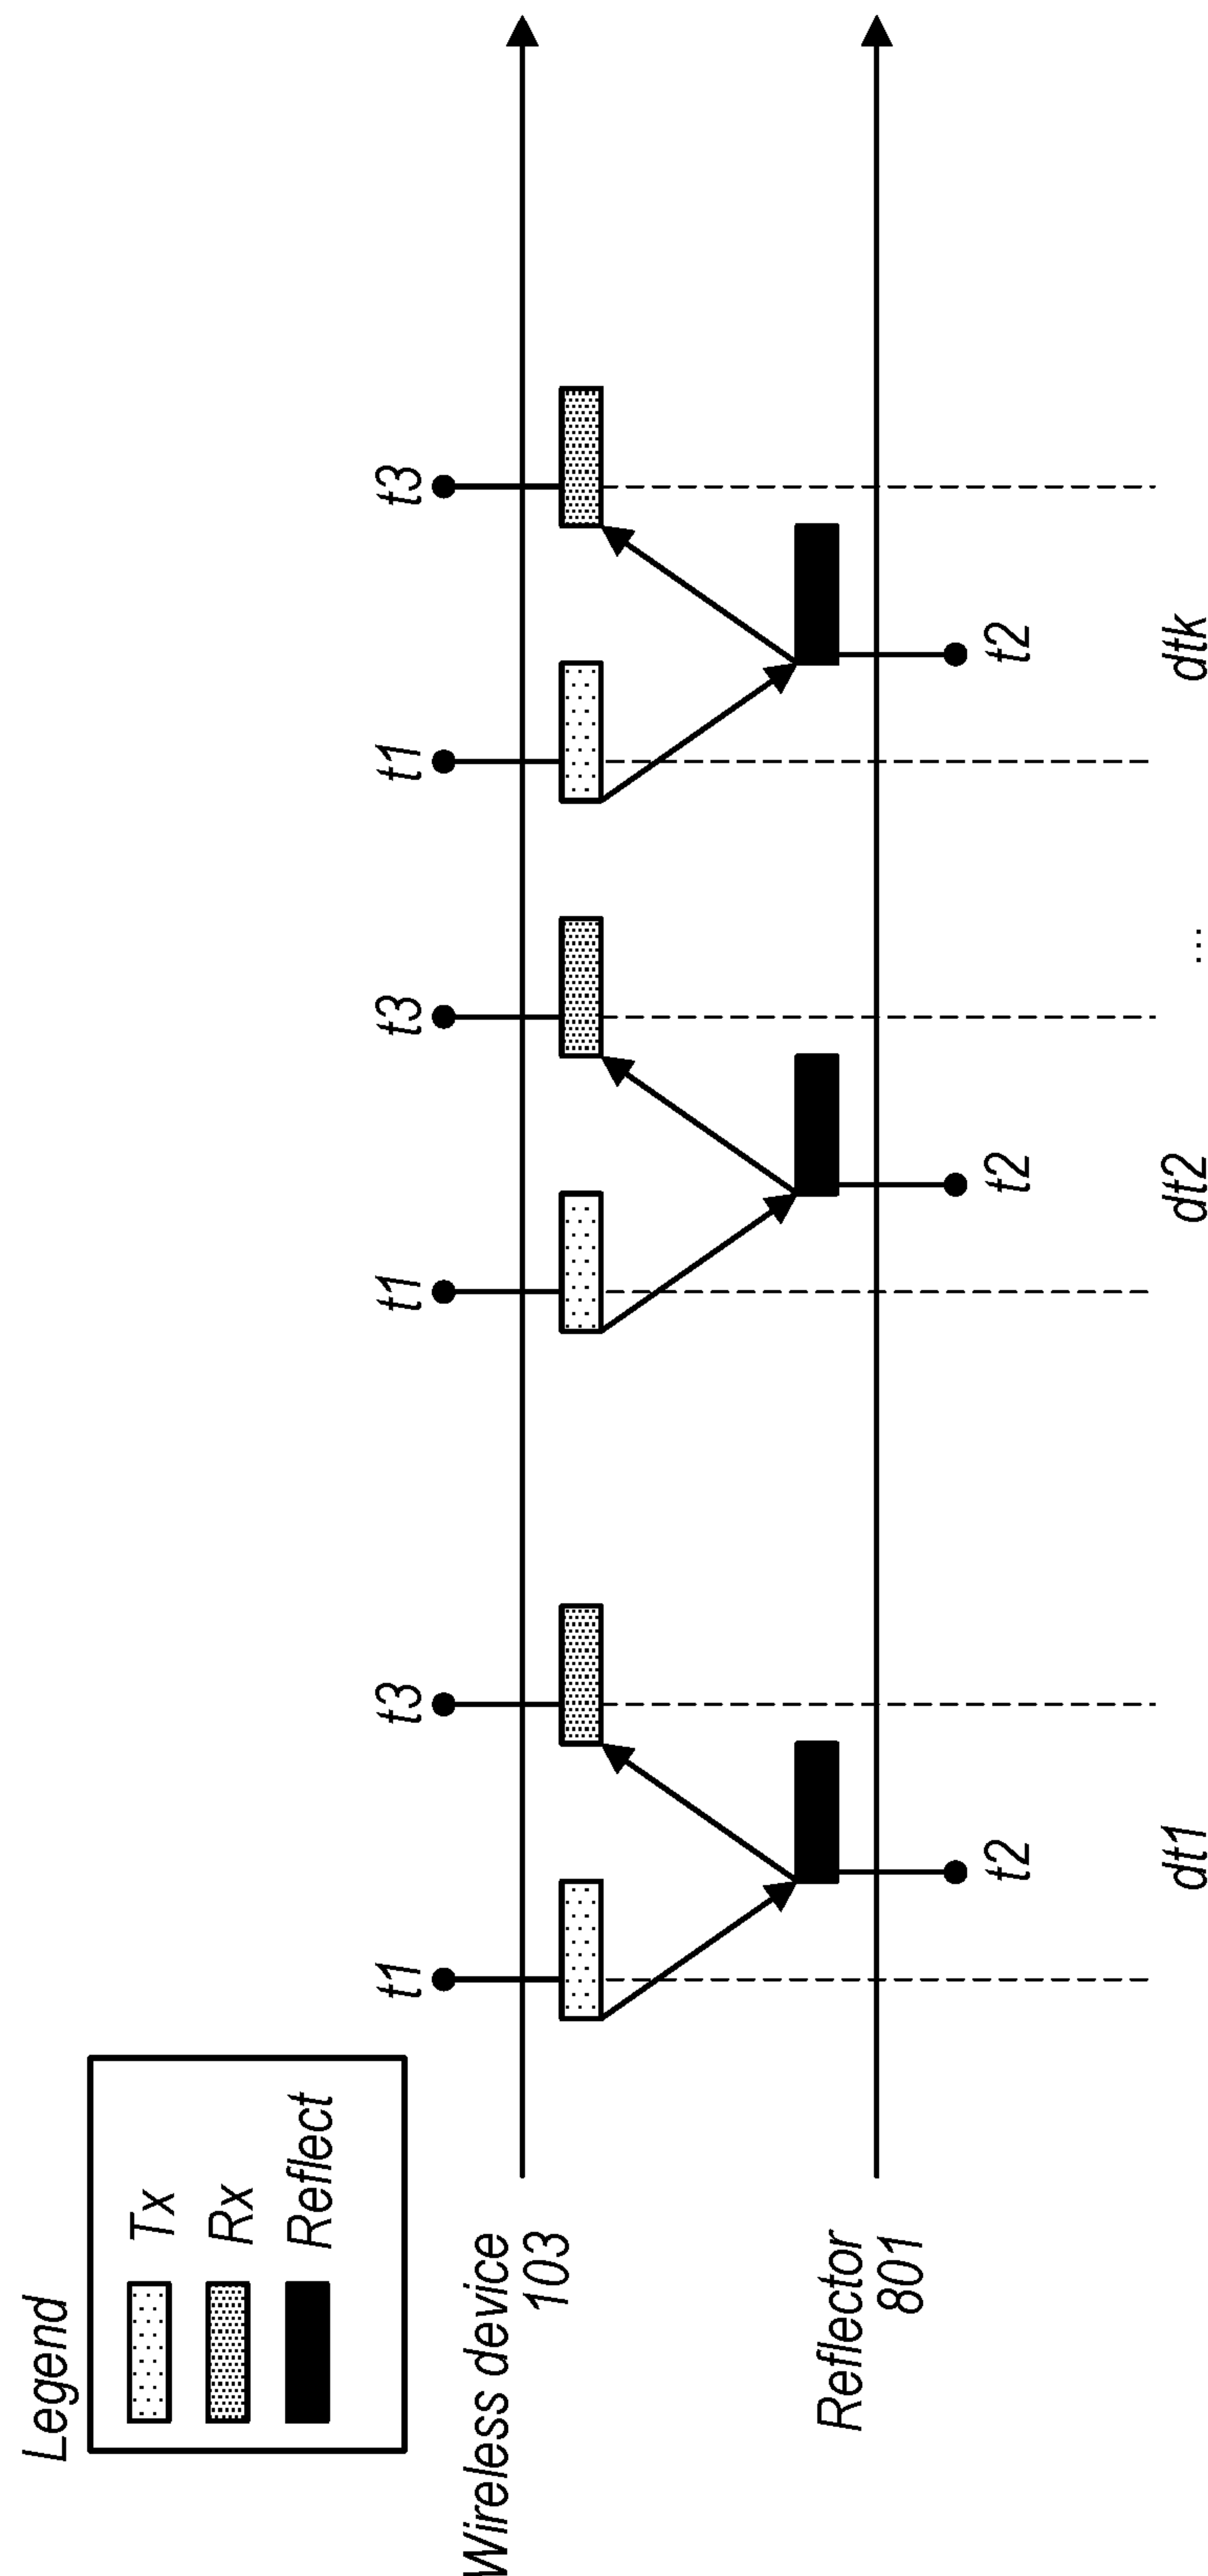 Legend
Tx
Rx
Reflect
t1
t3
t1
t3
t1
t3
Wireless device
103
Reflector
801
t2
t2
t2
dt1
dt2
...
dtk